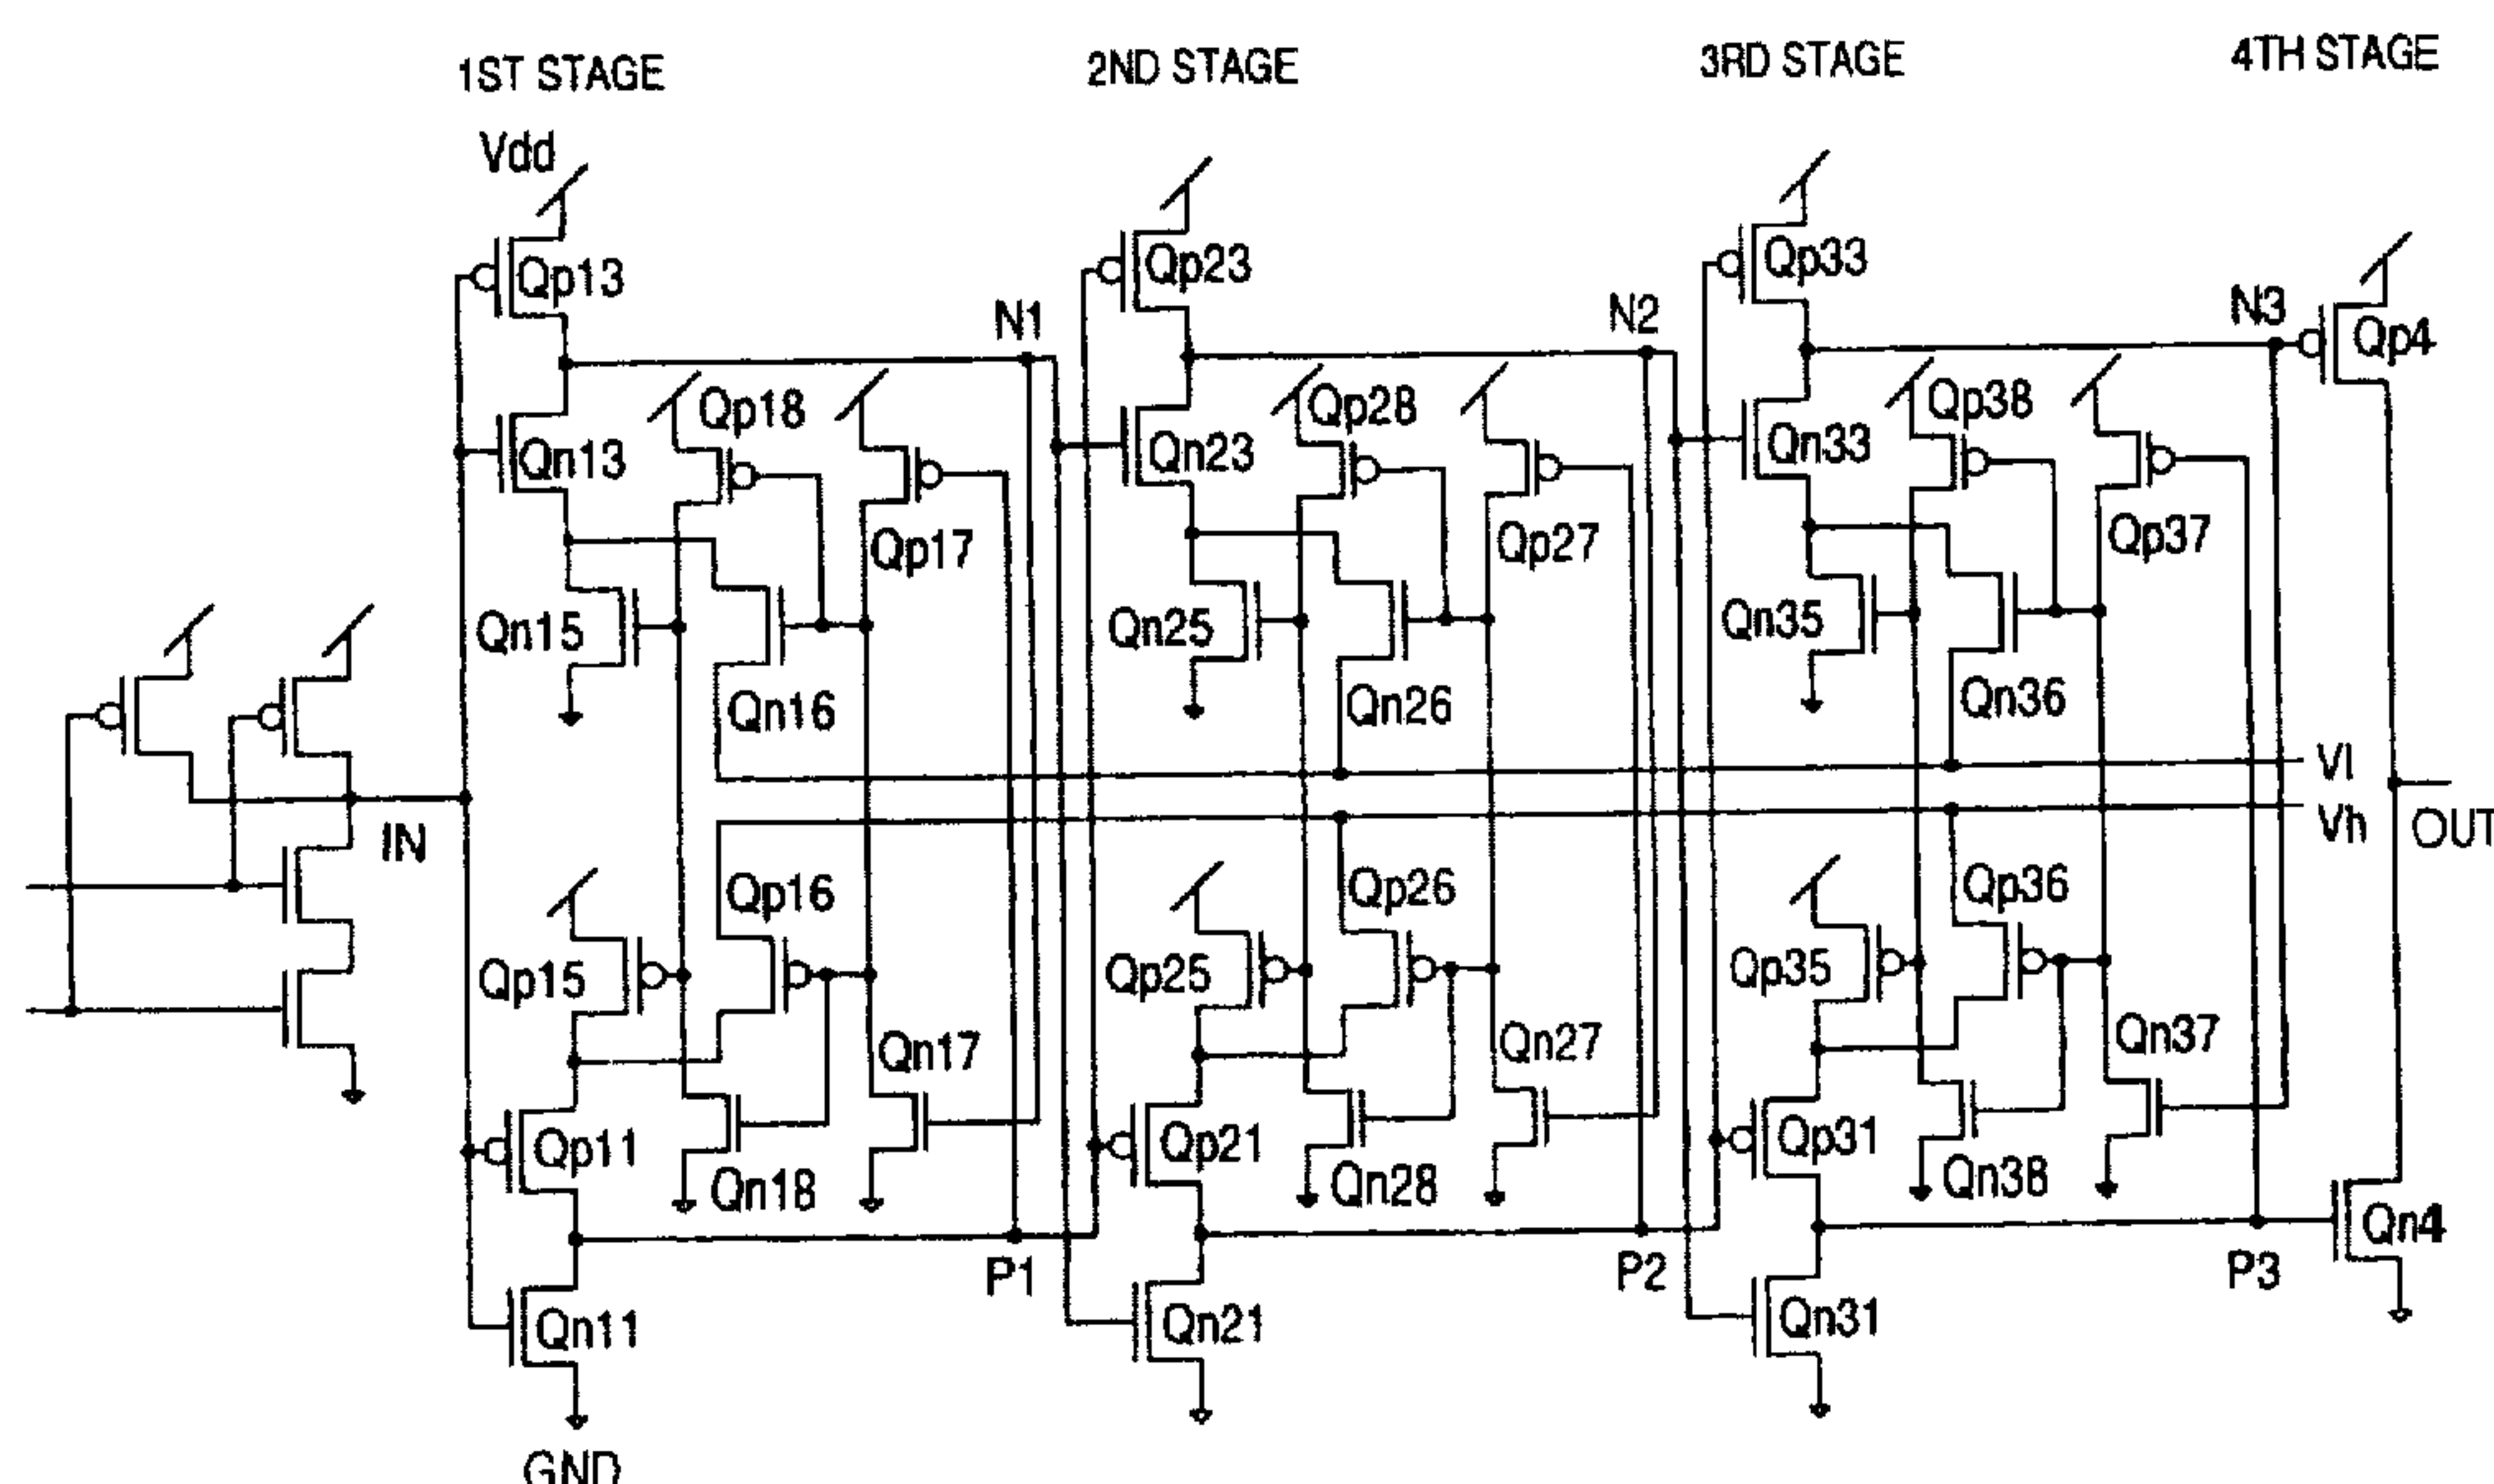 1ST STAGE
2ND STAGE
3RD STAGE
4TH STAGE
Vdd
Qp13
Qp23
Qp33
N1
N2
N3
Qp4
Qp18
Qp28
Qp38
Qn13
Qn23
Qn33
Qp17
Qp27
Qp37
Qn15
Qn25
Qn35
Qn16
Qn26
Qn36
Vl
IN
Vh
OUT
Qp16
Qp26
Qp36
Qp15
Qp25
Qp35
Qn17
Qn27
Qn37
Qp11
Qp21
Qp31
Qn18
Qn28
Qn38
Qn4
P1
P2
P3
Qn11
Qn21
Qn31
GND